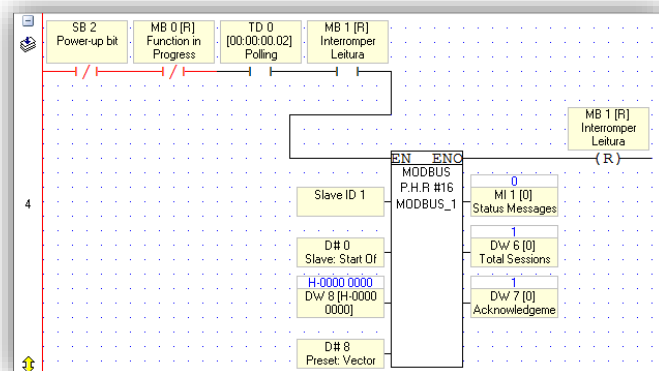 SB 2
Power-up bit
MB 0 [R]
Function in
Progress
TD 0
[00:00:00.02]
Polling
MB 1 [R]
Interromper
Leitura
MB 1 [R]
Interromper
Leitura
R
EN ENO
MODBUS
P.H.R #16
MODBUS_1
4
Slave ID 1
0
MI 1 [0]
Status Messages
D# 0
Slave: Start Of
1
DW 6 [0]
Total Sessions
H-0000 0000
DW 8 [H-0000
0000]
1
DW 7 [0]
Acknowledgeme
D# 8
Preset: Vector